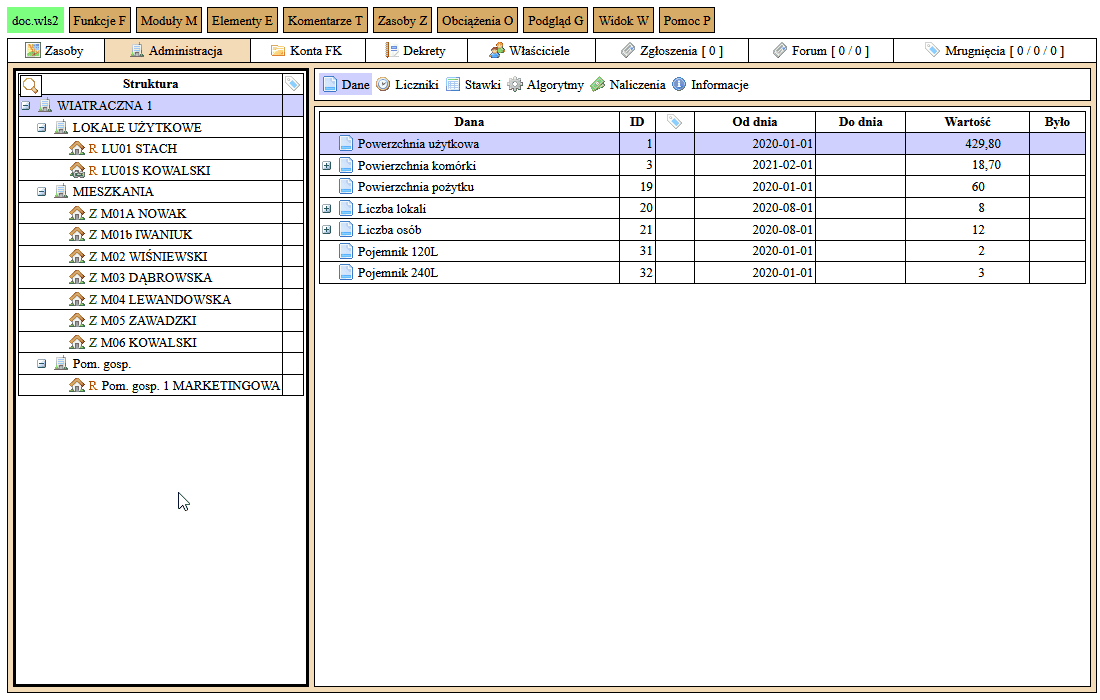 doc.wls2 Funkcje F Moduły M Elementy E Komentarze T Zasoby Z Obciążenia O Podgląd G Widok W Pomoc P
Zasoby Administracja Konta FK Dekrety Właściciele Zgłoszenia [ 0 ] Forum [ 0 / 0 ] Mrugnięcia [ 0 / 0 / 0 ]
Struktura
WIATRACZNA 1
LOKALE UŻYTKOWE
R LU01 STACH
R LU01S KOWALSKI
MIESZKANIA
Z M01A NOWAK
Z M01b IWANIUK
Z M02 WIŚNIEWSKI
Z M03 DĄBROWSKA
Z M04 LEWANDOWSKA
Z M05 ZAWADZKI
Z M06 KOWALSKI
Pom. gosp.
R Pom. gosp. 1 MARKETINGOWA
Dane Liczniki Stawki Algorytmy Naliczenia Informacje
Dana ID Od dnia Do dnia Wartość Było
Powerzchnia użytkowa 1 2020-01-01 429,80
Powierzchnia komórki 3 2021-02-01 18,70
Powierzchnia pożytku 19 2020-01-01 60
Liczba lokali 20 2020-08-01 8
Liczba osób 21 2020-08-01 12
Pojemnik 120L 31 2020-01-01 2
Pojemnik 240L 32 2020-01-01 3